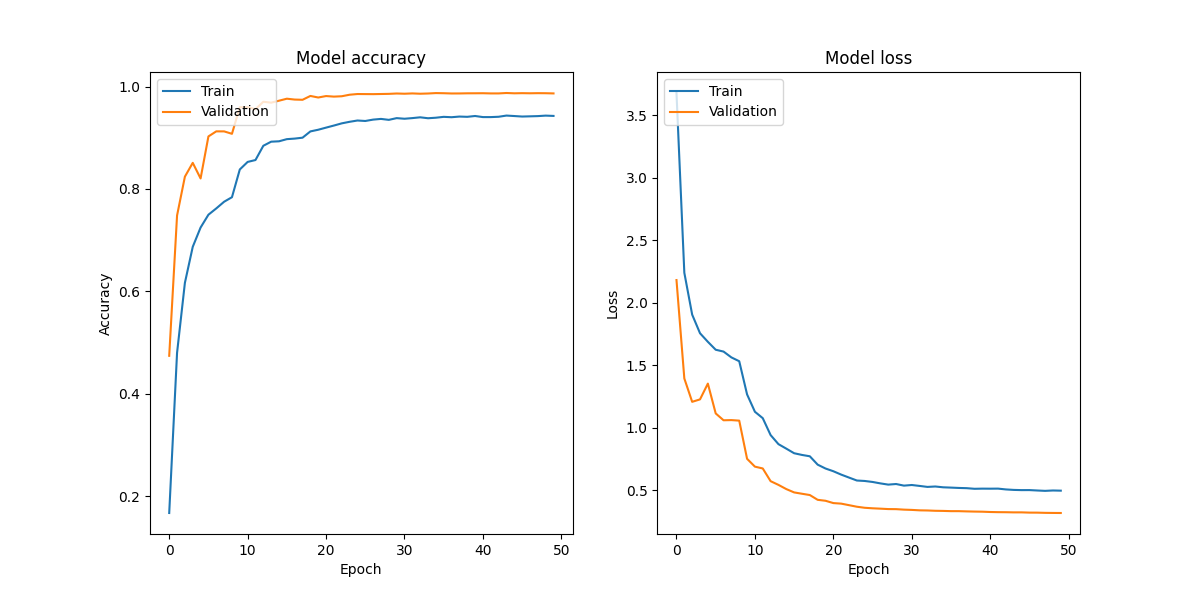 Model accuracy
Train
Validation
1.0
0.8
0.6
0.4
0.2
Accuracy
0 10 20 30 40 50
Epoch
Model loss
Train
Validation
3.5
3.0
2.5
2.0
1.5
1.0
0.5
Loss
0 10 20 30 40 50
Epoch